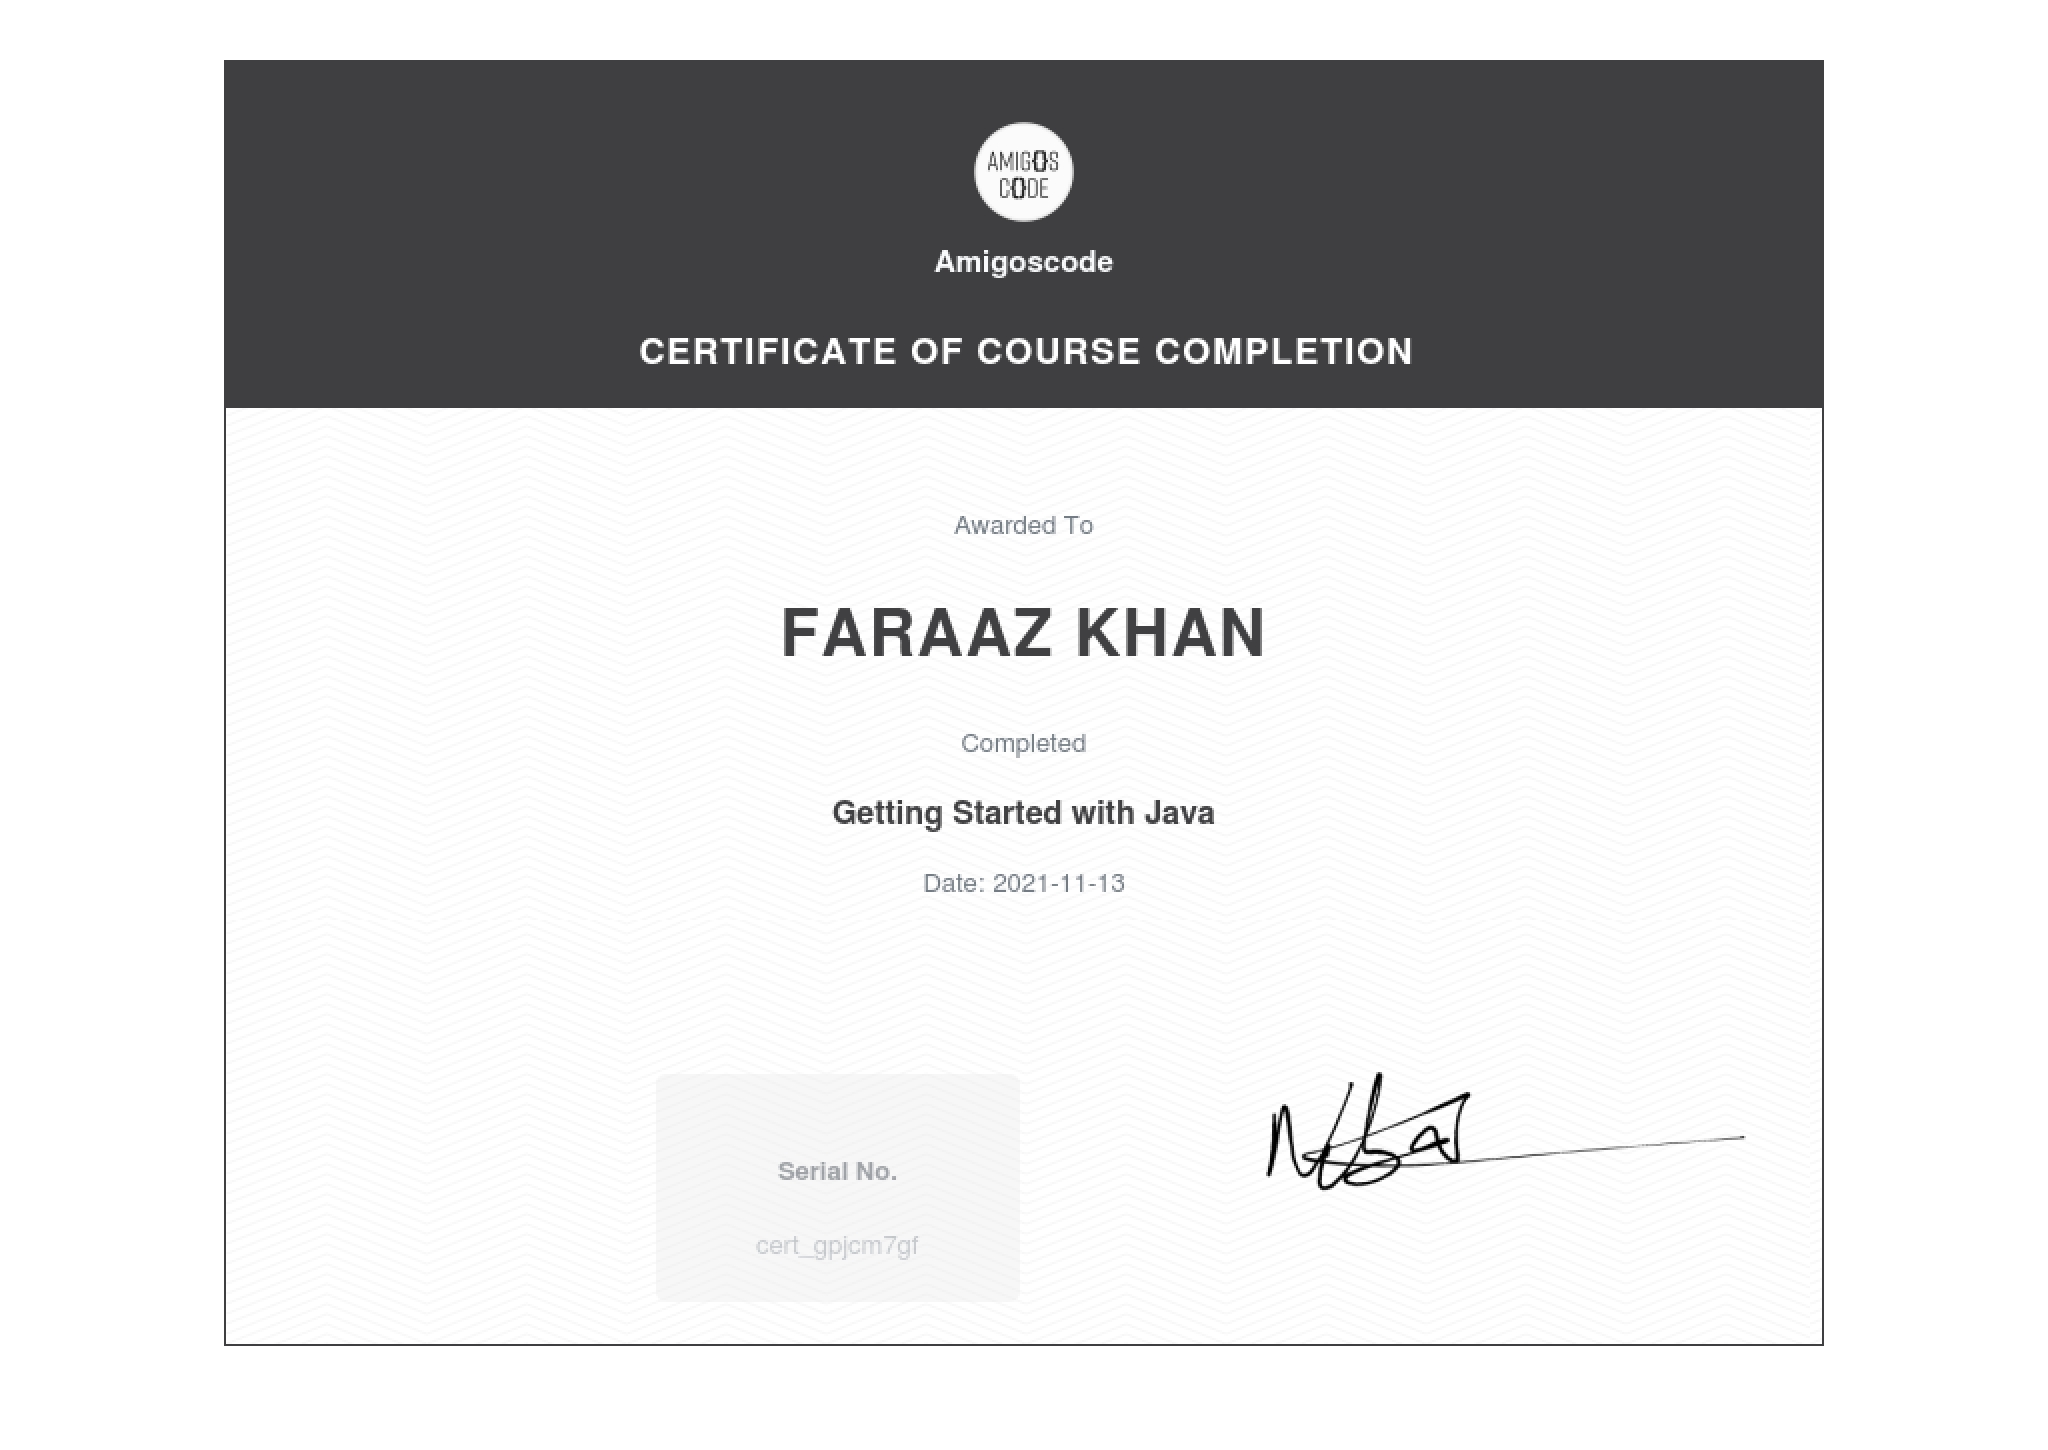 AMIGOS
CODE
Amigoscode
CERTIFICATE OF COURSE COMPLETION
Awarded To
FARAAZ KHAN
Completed
Getting Started with Java
Date: 2021-11-13
Serial No.
cert_gpjcm7gf